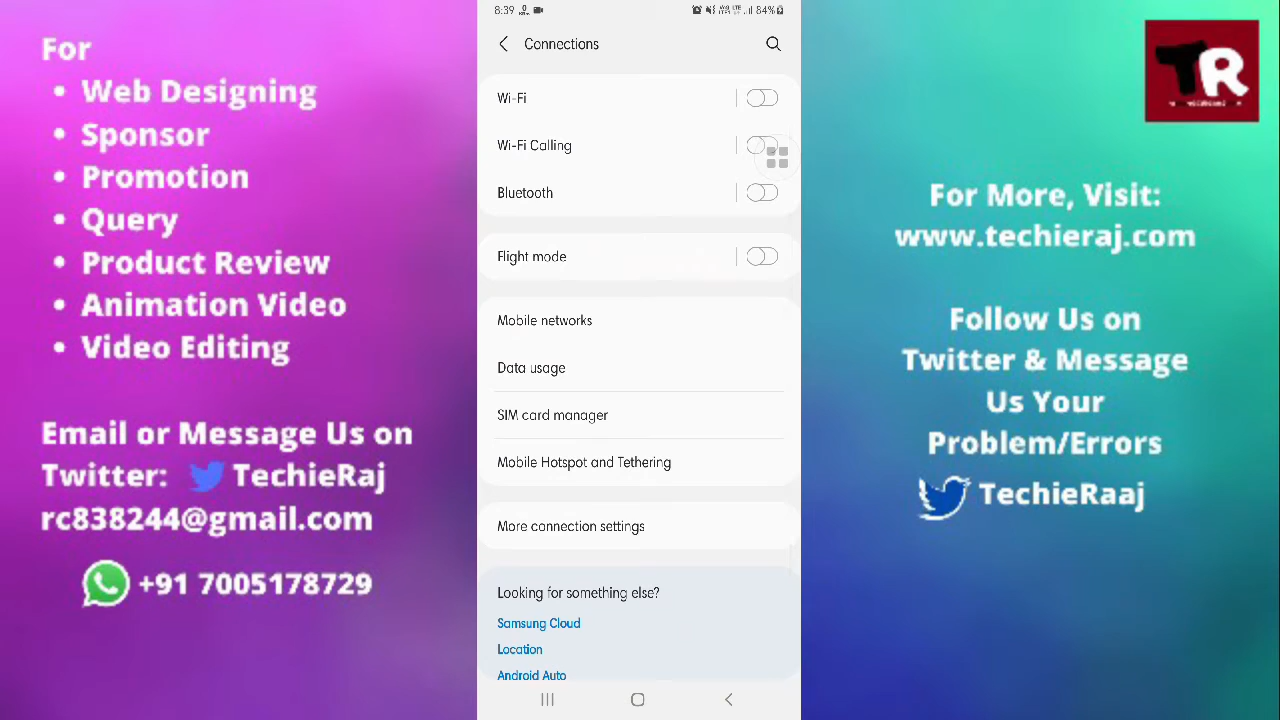 For
• Web Designing
• Sponsor
• Promotion
• Query
• Product Review
• Animation Video
• Video Editing
Email or Message Us on
Twitter: TechieRaj
rc838244@gmail.com
+91 7005178729
8:39
84%
Connections
Wi-Fi
Wi-Fi Calling
Bluetooth
Flight mode
Mobile networks
Data usage
SIM card manager
Mobile Hotspot and Tethering
More connection settings
Looking for something else?
Samsung Cloud
Location
Android Auto
TR
For More, Visit:
www.techieraj.com
Follow Us on
Twitter & Message
Us Your
Problem/Errors
TechieRaaj